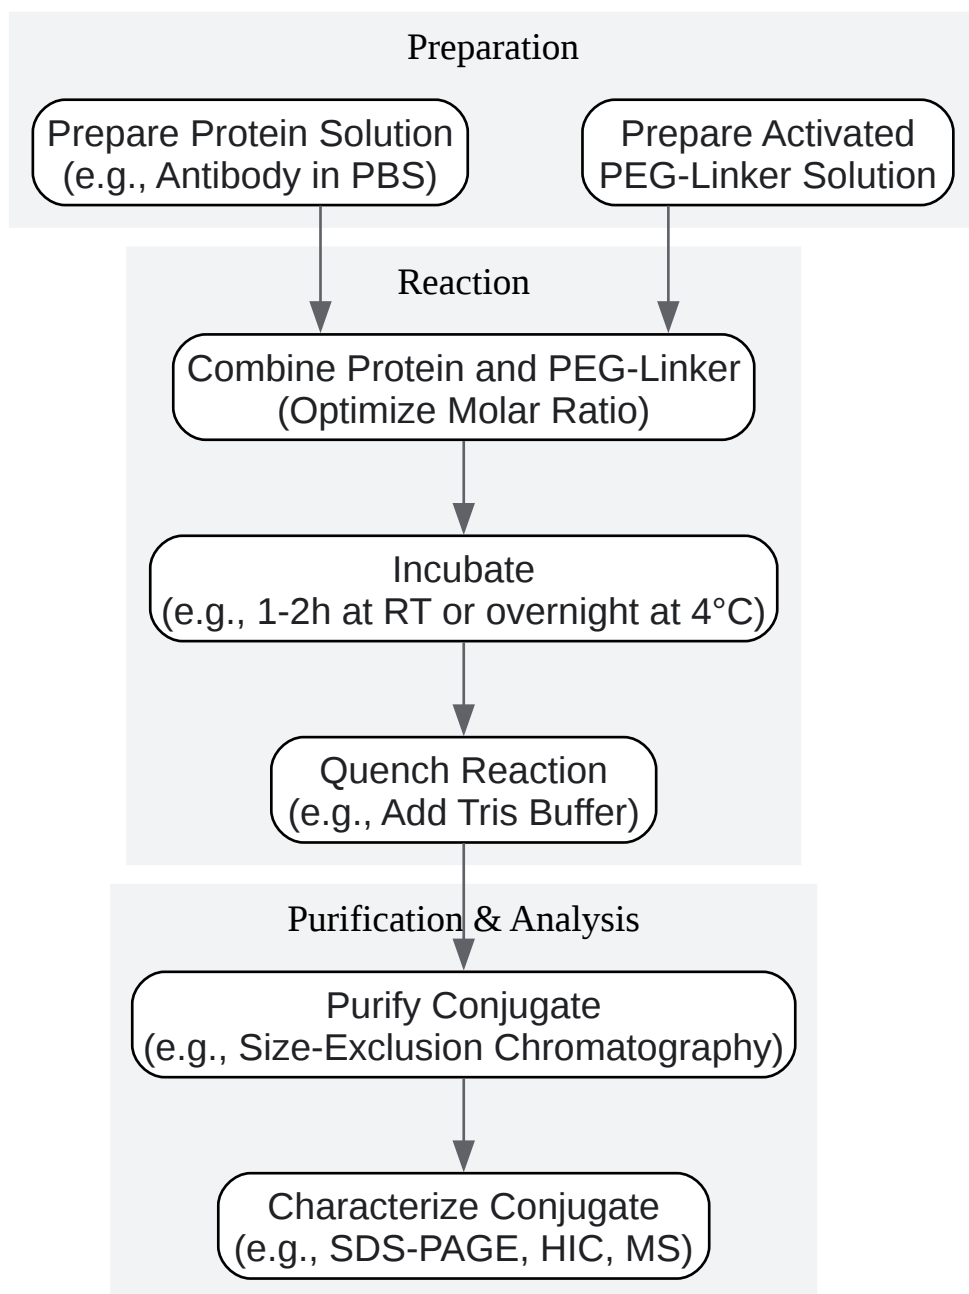 Preparation
Prepare Protein Solution
(e.g., Antibody in PBS)
Prepare Activated
PEG-Linker Solution
Reaction
Combine Protein and PEG-Linker
(Optimize Molar Ratio)
Incubate
(e.g., 1-2h at RT or overnight at 4°C)
Quench Reaction
(e.g., Add Tris Buffer)
Purification & Analysis
Purify Conjugate
(e.g., Size-Exclusion Chromatography)
Characterize Conjugate
(e.g., SDS-PAGE, HIC, MS)